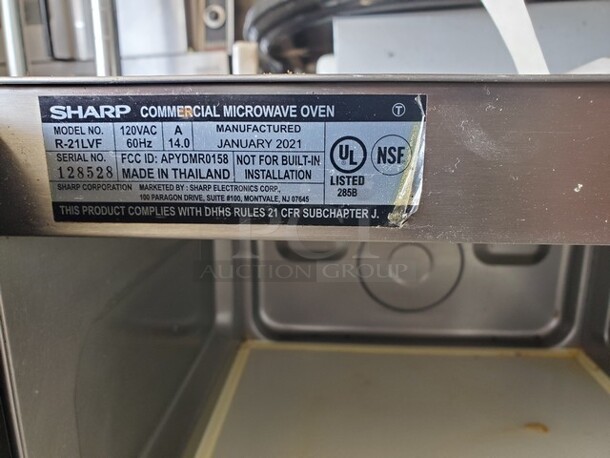 SHARP COMMERCIAL MICROWAVE OVEN T
MODEL NO. 120VAC A MANUFACTURED
R-21LVF 60Hz 14.0 JANUARY 2021
SERIAL NO. FCC ID: APYDMR0158 NOT FOR BUILT-IN
128528 MADE IN THAILAND INSTALLATION
UL LISTED 285B
NSF
SHARP CORPORATION MARKETED BY: SHARP ELECTRONICS CORP.
100 PARAGON DRIVE, SUITE #100, MONTVALE, NJ 07645
THIS PRODUCT COMPLIES WITH DHHS RULES 21 CFR SUBCHAPTER J.
PCI
AUCTION GROUP